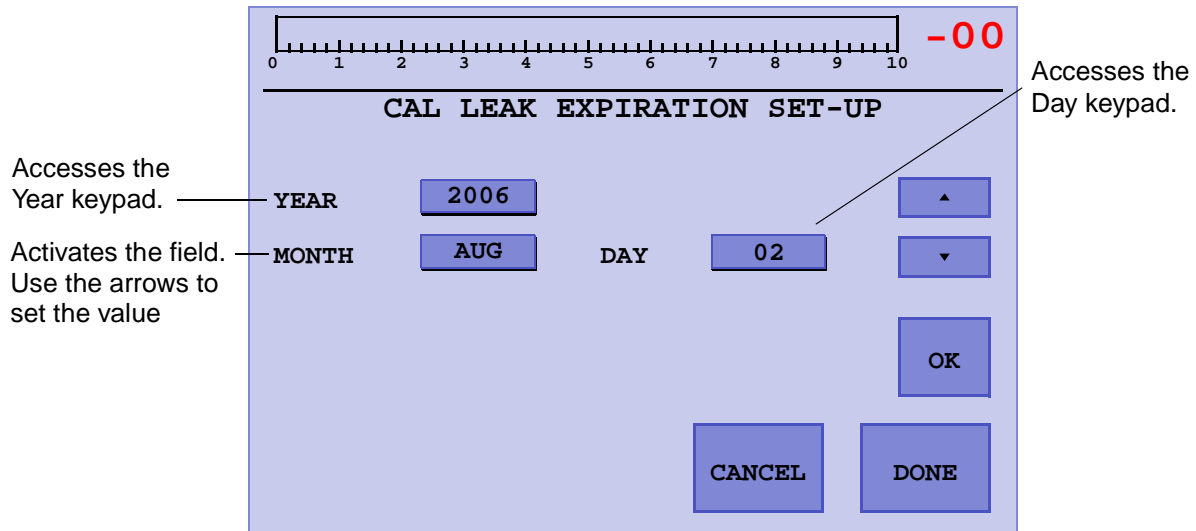 -00
0 1 2 3 4 5 6 7 8 9 10
CAL LEAK EXPIRATION SET-UP
Accesses the
Day keypad.
Accesses the
Year keypad.
YEAR 2006
Activates the field.
Use the arrows to
set the value
MONTH AUG DAY 02
OK
CANCEL DONE